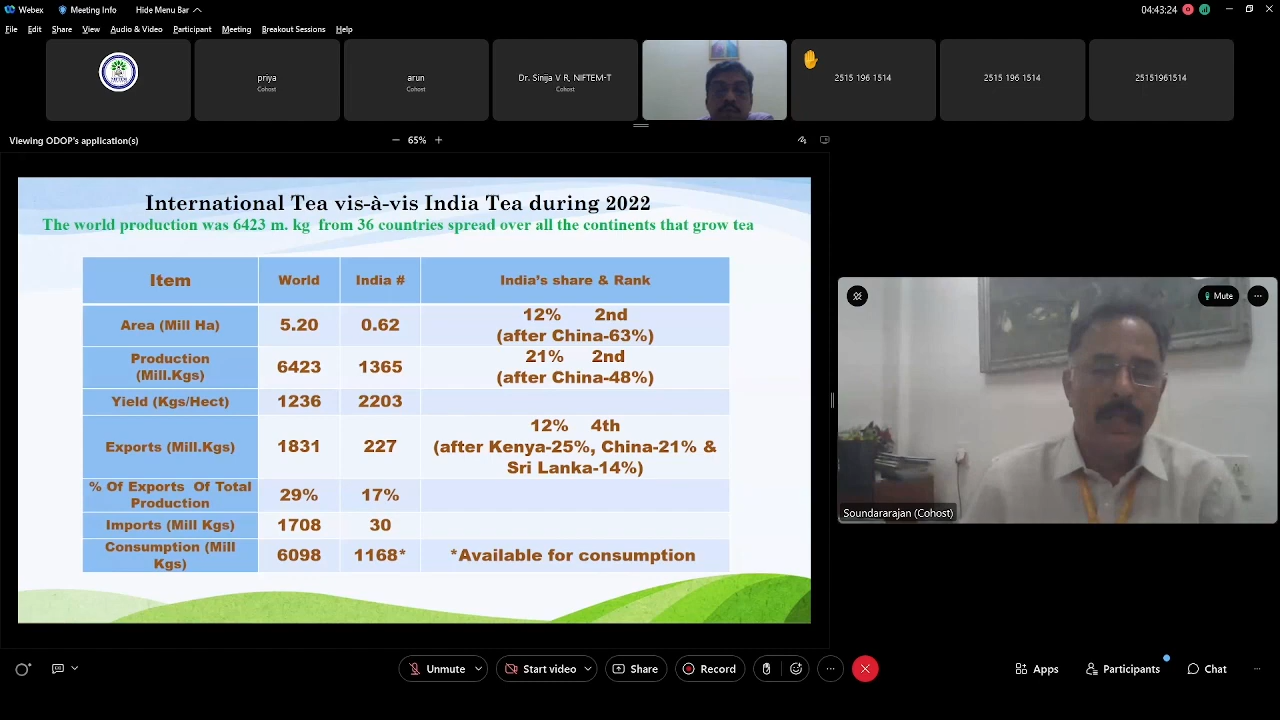 Webex
Meeting Info
Hide Menu Bar
04:43:24
File Edit Share View Audio & Video Participant Meeting Breakout Sessions Help
priya
Cohost
arun
Cohost
Dr. Sinija V R, NIFTEM-T
Cohost
2515 196 1514
2515 196 1514
25151961514
Viewing ODOP's application(s)
65%
International Tea vis-à-vis India Tea during 2022
The world production was 6423 m. kg from 36 countries spread over all the continents that grow tea
Item World India # India's share & Rank
Area (Mill Ha) 5.20 0.62 12% 2nd
(after China-63%)
Production
(Mill.Kgs) 6423 1365 21% 2nd
(after China-48%)
Yield (Kgs/Hect) 1236 2203
Exports (Mill.Kgs) 1831 227 12% 4th
(after Kenya-25%, China-21% &
Sri Lanka-14%)
% Of Exports Of Total
Production 29% 17%
Imports (Mill Kgs) 1708 30
Consumption (Mill
Kgs) 6098 1168* *Available for consumption
Mute
Soundararajan (Cohost)
Unmute
Start video
Share
Record
Apps
Participants
Chat